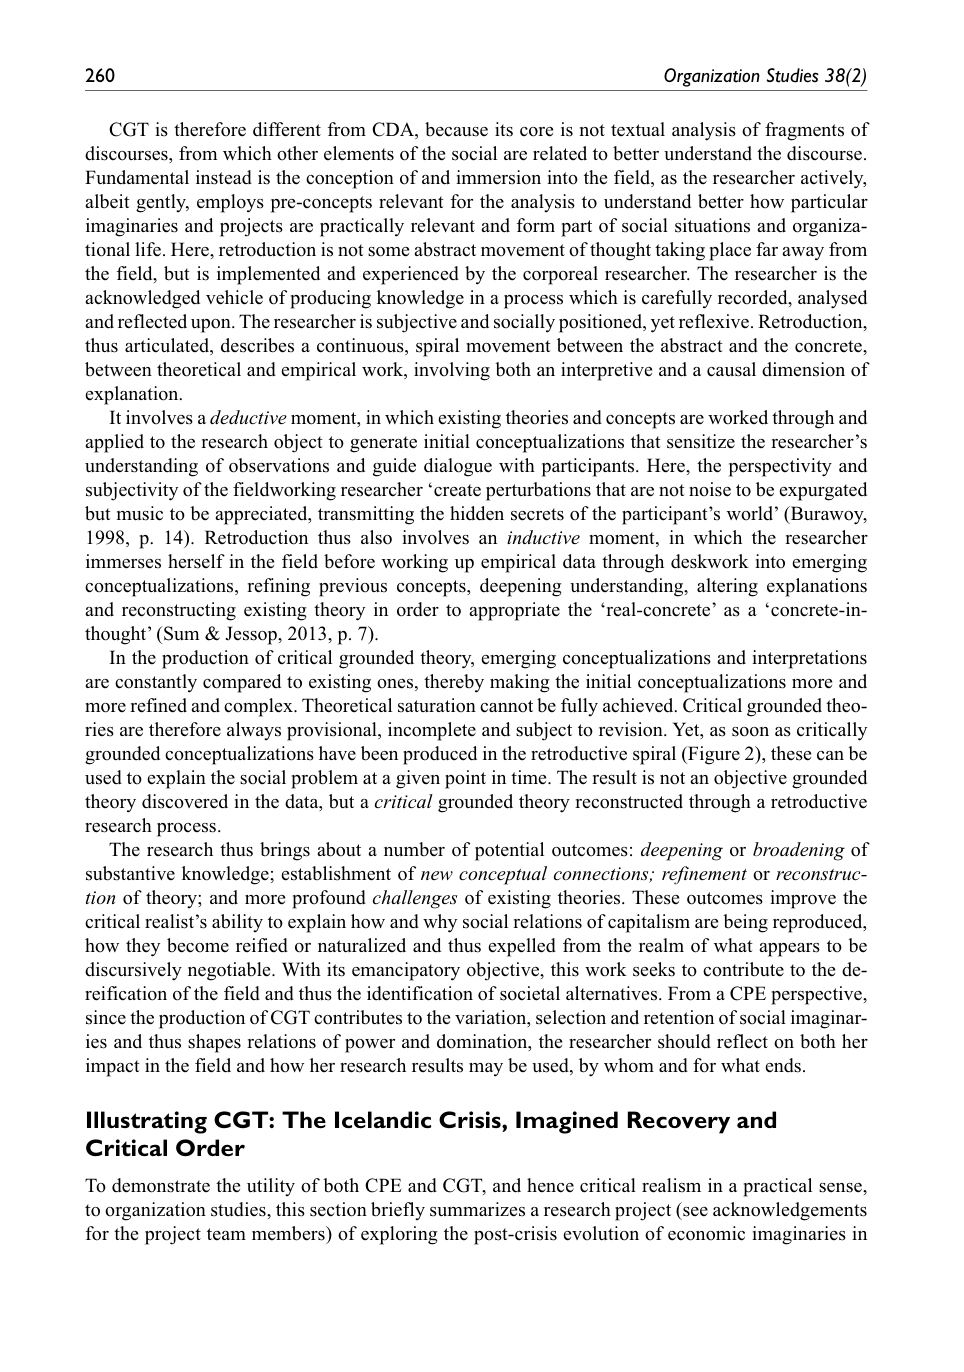 260
Organization Studies 38(2)
CGT is therefore different from CDA, because its core is not textual analysis of fragments of
discourses, from which other elements of the social are related to better understand the discourse.
Fundamental instead is the conception of and immersion into the field, as the researcher actively,
albeit gently, employs pre-concepts relevant for the analysis to understand better how particular
imaginaries and projects are practically relevant and form part of social situations and organiza-
tional life. Here, retroduction is not some abstract movement of thought taking place far away from
the field, but is implemented and experienced by the corporeal researcher. The researcher is the
acknowledged vehicle of producing knowledge in a process which is carefully recorded, analysed
and reflected upon. The researcher is subjective and socially positioned, yet reflexive. Retroduction,
thus articulated, describes a continuous, spiral movement between the abstract and the concrete,
between theoretical and empirical work, involving both an interpretive and a causal dimension of
explanation.
It involves a deductive moment, in which existing theories and concepts are worked through and
applied to the research object to generate initial conceptualizations that sensitize the researcher’s
understanding of observations and guide dialogue with participants. Here, the perspectivity and
subjectivity of the fieldworking researcher ‘create perturbations that are not noise to be expurgated
but music to be appreciated, transmitting the hidden secrets of the participant’s world’ (Burawoy,
1998, p. 14). Retroduction thus also involves an inductive moment, in which the researcher
immerses herself in the field before working up empirical data through deskwork into emerging
conceptualizations, refining previous concepts, deepening understanding, altering explanations
and reconstructing existing theory in order to appropriate the ‘real-concrete’ as a ‘concrete-in-
thought’ (Sum & Jessop, 2013, p. 7).
In the production of critical grounded theory, emerging conceptualizations and interpretations
are constantly compared to existing ones, thereby making the initial conceptualizations more and
more refined and complex. Theoretical saturation cannot be fully achieved. Critical grounded theo-
ries are therefore always provisional, incomplete and subject to revision. Yet, as soon as critically
grounded conceptualizations have been produced in the retroductive spiral (Figure 2), these can be
used to explain the social problem at a given point in time. The result is not an objective grounded
theory discovered in the data, but a critical grounded theory reconstructed through a retroductive
research process.
The research thus brings about a number of potential outcomes: deepening or broadening of
substantive knowledge; establishment of new conceptual connections; refinement or reconstruc-
tion of theory; and more profound challenges of existing theories. These outcomes improve the
critical realist’s ability to explain how and why social relations of capitalism are being reproduced,
how they become reified or naturalized and thus expelled from the realm of what appears to be
discursively negotiable. With its emancipatory objective, this work seeks to contribute to the de-
reification of the field and thus the identification of societal alternatives. From a CPE perspective,
since the production of CGT contributes to the variation, selection and retention of social imaginar-
ies and thus shapes relations of power and domination, the researcher should reflect on both her
impact in the field and how her research results may be used, by whom and for what ends.
Illustrating CGT: The Icelandic Crisis, Imagined Recovery and
Critical Order
To demonstrate the utility of both CPE and CGT, and hence critical realism in a practical sense,
to organization studies, this section briefly summarizes a research project (see acknowledgements
for the project team members) of exploring the post-crisis evolution of economic imaginaries in